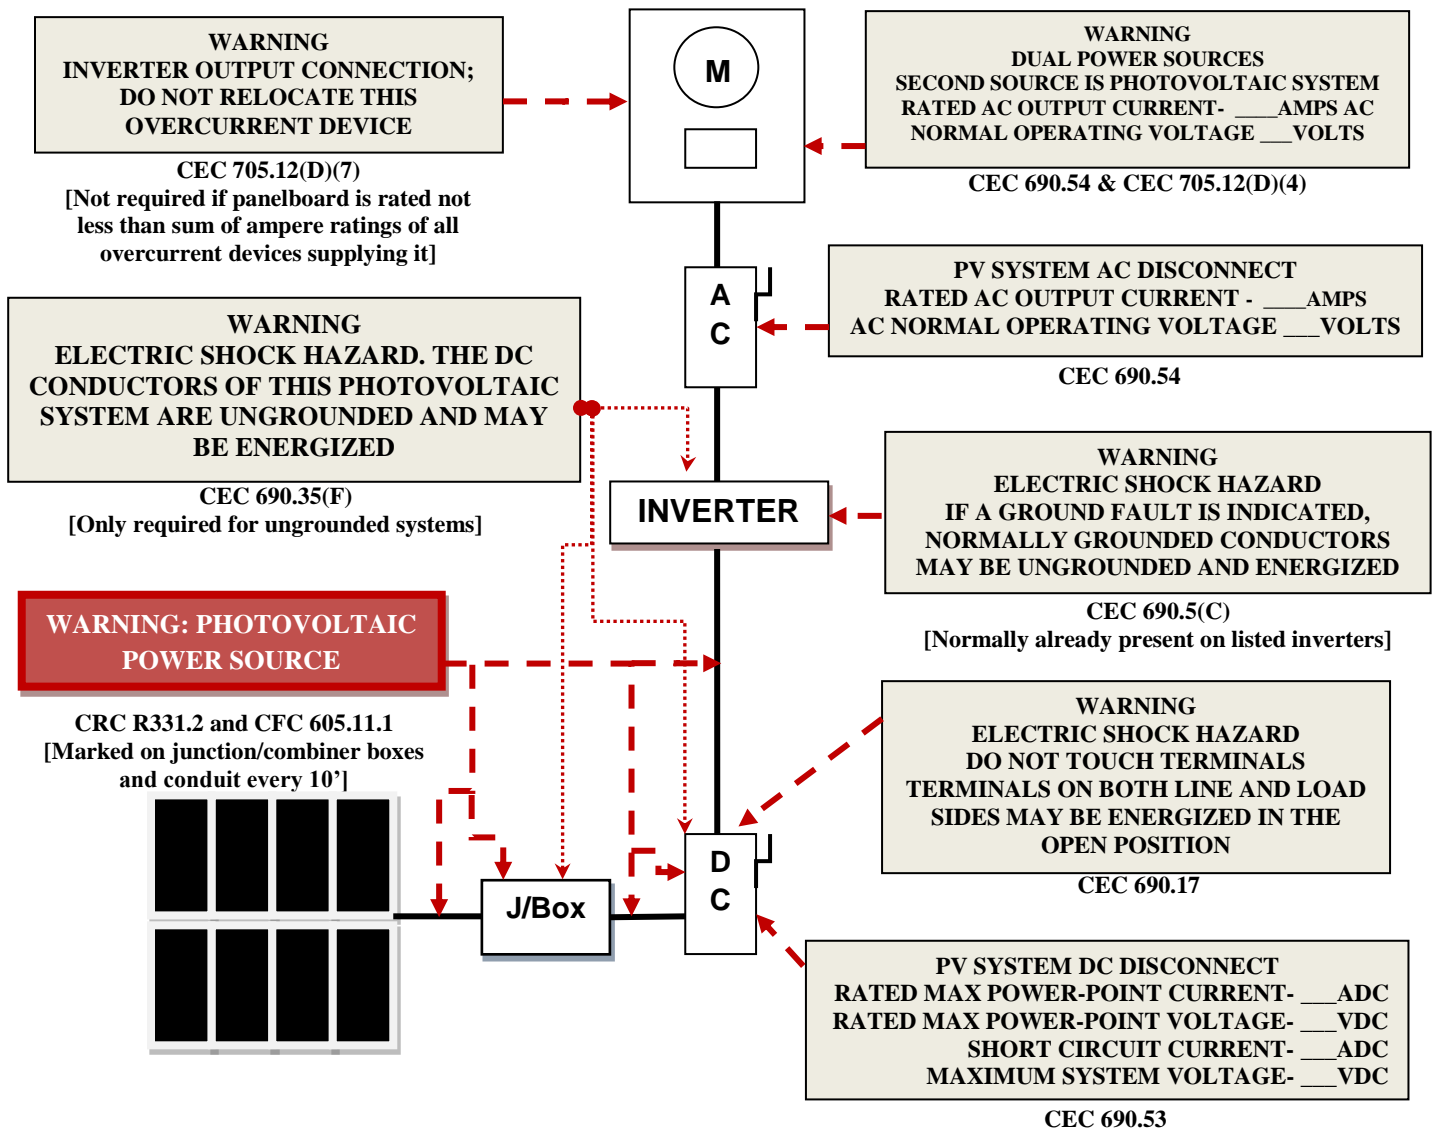 WARNING
INVERTER OUTPUT CONNECTION;
DO NOT RELOCATE THIS
OVERCURRENT DEVICE
CEC 705.12(D)(7)
[Not required if panelboard is rated not
less than sum of ampere ratings of all
overcurrent devices supplying it]
M
WARNING
DUAL POWER SOURCES
SECOND SOURCE IS PHOTOVOLTAIC SYSTEM
RATED AC OUTPUT CURRENT- ____AMPS AC
NORMAL OPERATING VOLTAGE ___VOLTS
CEC 690.54 & CEC 705.12(D)(4)
A
C
PV SYSTEM AC DISCONNECT
RATED AC OUTPUT CURRENT - ____AMPS
AC NORMAL OPERATING VOLTAGE ___VOLTS
CEC 690.54
WARNING
ELECTRIC SHOCK HAZARD. THE DC
CONDUCTORS OF THIS PHOTOVOLTAIC
SYSTEM ARE UNGROUNDED AND MAY
BE ENERGIZED
CEC 690.35(F)
[Only required for ungrounded systems]
INVERTER
WARNING
ELECTRIC SHOCK HAZARD
IF A GROUND FAULT IS INDICATED,
NORMALLY GROUNDED CONDUCTORS
MAY BE UNGROUNDED AND ENERGIZED
CEC 690.5(C)
[Normally already present on listed inverters]
WARNING: PHOTOVOLTAIC
POWER SOURCE
CRC R331.2 and CFC 605.11.1
[Marked on junction/combiner boxes
and conduit every 10’]
WARNING
ELECTRIC SHOCK HAZARD
DO NOT TOUCH TERMINALS
TERMINALS ON BOTH LINE AND LOAD
SIDES MAY BE ENERGIZED IN THE
OPEN POSITION
CEC 690.17
J/Box
D
C
PV SYSTEM DC DISCONNECT
RATED MAX POWER-POINT CURRENT- ___ADC
RATED MAX POWER-POINT VOLTAGE- ___VDC
SHORT CIRCUIT CURRENT- ___ADC
MAXIMUM SYSTEM VOLTAGE- ___VDC
CEC 690.53